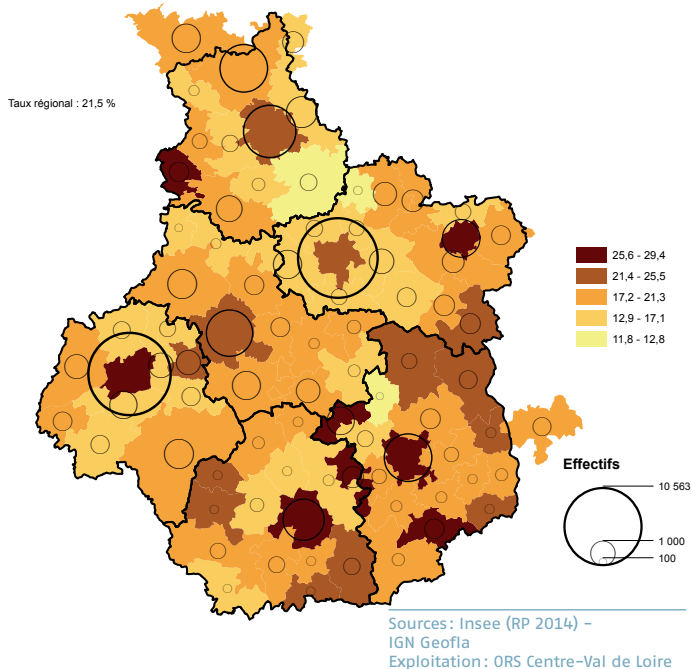 Taux régional : 21,5 %
25,6 - 29,4
21,4 - 25,5
17,2 - 21,3
12,9 - 17,1
11,8 - 12,8
Effectifs
10 563
1 000
100
Sources : Insee (RP 2014) –
IGN Geofla
Exploitation : ORS Centre-Val de Loire